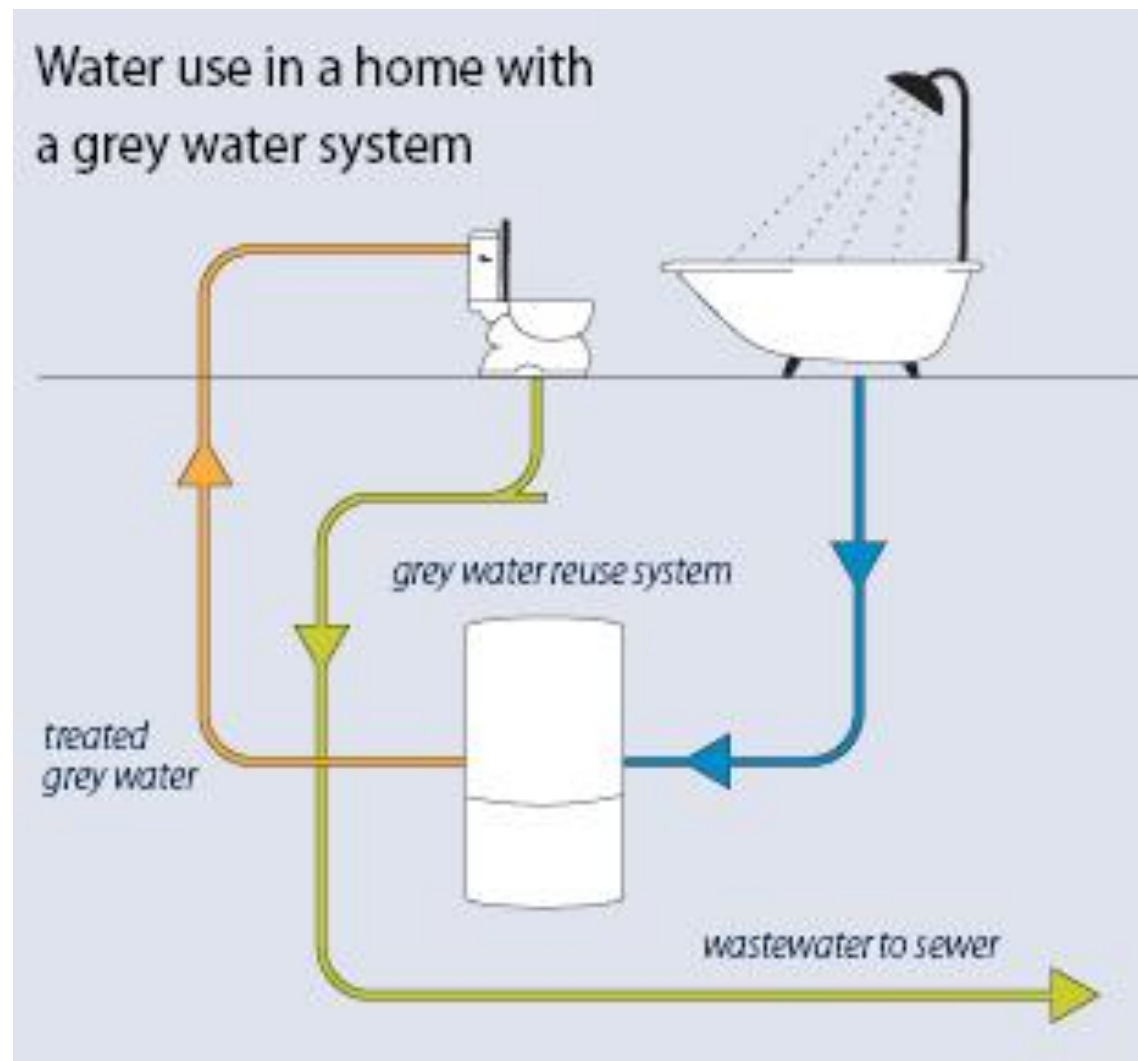 Water use in a home with
a grey water system
grey water reuse system
treated
grey water
wastewater to sewer